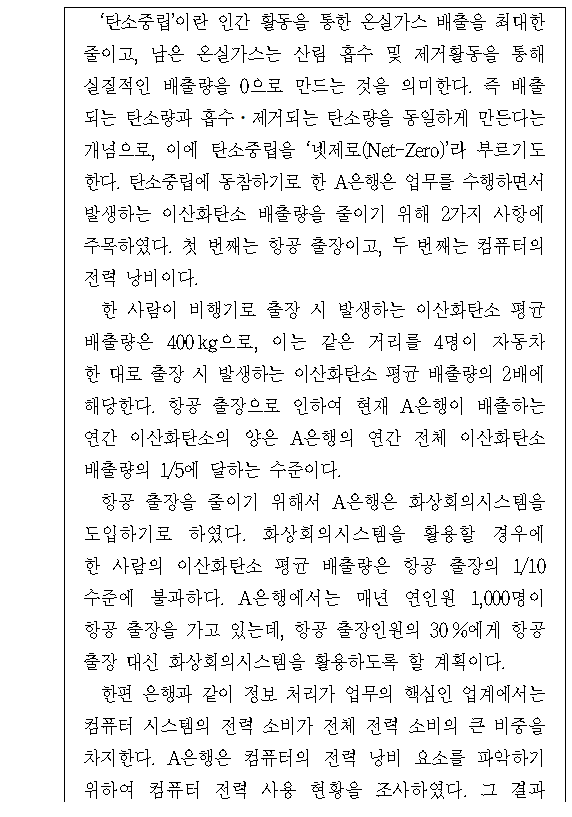 ‘탄소중립’이란 인간 활동을 통한 온실가스 배출을 최대한
줄이고, 남은 온실가스는 산림 흡수 및 제거활동을 통해
실질적인 배출량을 0으로 만드는 것을 의미한다. 즉 배출
되는 탄소량과 흡수·제거되는 탄소량을 동일하게 만든다는
개념으로, 이에 탄소중립을 ‘넷제로(Net-Zero)’라 부르기도
한다. 탄소중립에 동참하기로 한 A은행은 업무를 수행하면서
발생하는 이산화탄소 배출량을 줄이기 위해 2가지 사항에
주목하였다. 첫 번째는 항공 출장이고, 두 번째는 컴퓨터의
전력 낭비이다.
한 사람이 비행기로 출장 시 발생하는 이산화탄소 평균
배출량은 400 kg으로, 이는 같은 거리를 4명이 자동차
한 대로 출장 시 발생하는 이산화탄소 평균 배출량의 2배에
해당한다. 항공 출장으로 인하여 현재 A은행이 배출하는
연간 이산화탄소의 양은 A은행의 연간 전체 이산화탄소
배출량의 1/5에 달하는 수준이다.
항공 출장을 줄이기 위해서 A은행은 화상회의시스템을
도입하기로 하였다. 화상회의시스템을 활용할 경우에
한 사람의 이산화탄소 평균 배출량은 항공 출장의 1/10
수준에 불과하다. A은행에서는 매년 연인원 1,000명이
항공 출장을 가고 있는데, 항공 출장인원의 30 %에게 항공
출장 대신 화상회의시스템을 활용하도록 할 계획이다.
한편 은행과 같이 정보 처리가 업무의 핵심인 업계에서는
컴퓨터 시스템의 전력 소비가 전체 전력 소비의 큰 비중을
차지한다. A은행은 컴퓨터의 전력 낭비 요소를 파악하기
위하여 컴퓨터 전력 사용 현황을 조사하였다. 그 결과